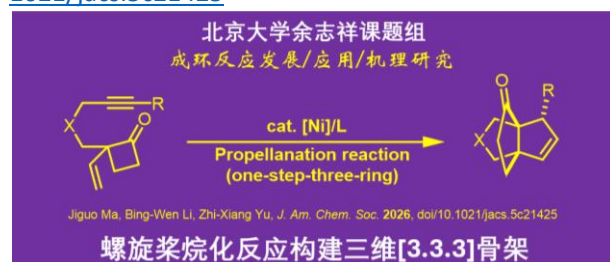 2021/jacs.5c21425
北京大学余志祥课题组
成环反应发展/应用/机理研究
R
O
X
cat. [Ni]/L
Propellanation reaction
(one-step-three-ring)
O
R
X
Jiguo Ma, Bing-Wen Li, Zhi-Xiang Yu, J. Am. Chem. Soc. 2026, doi/10.1021/jacs.5c21425
螺旋桨烷化反应构建三维[3.3.3]骨架